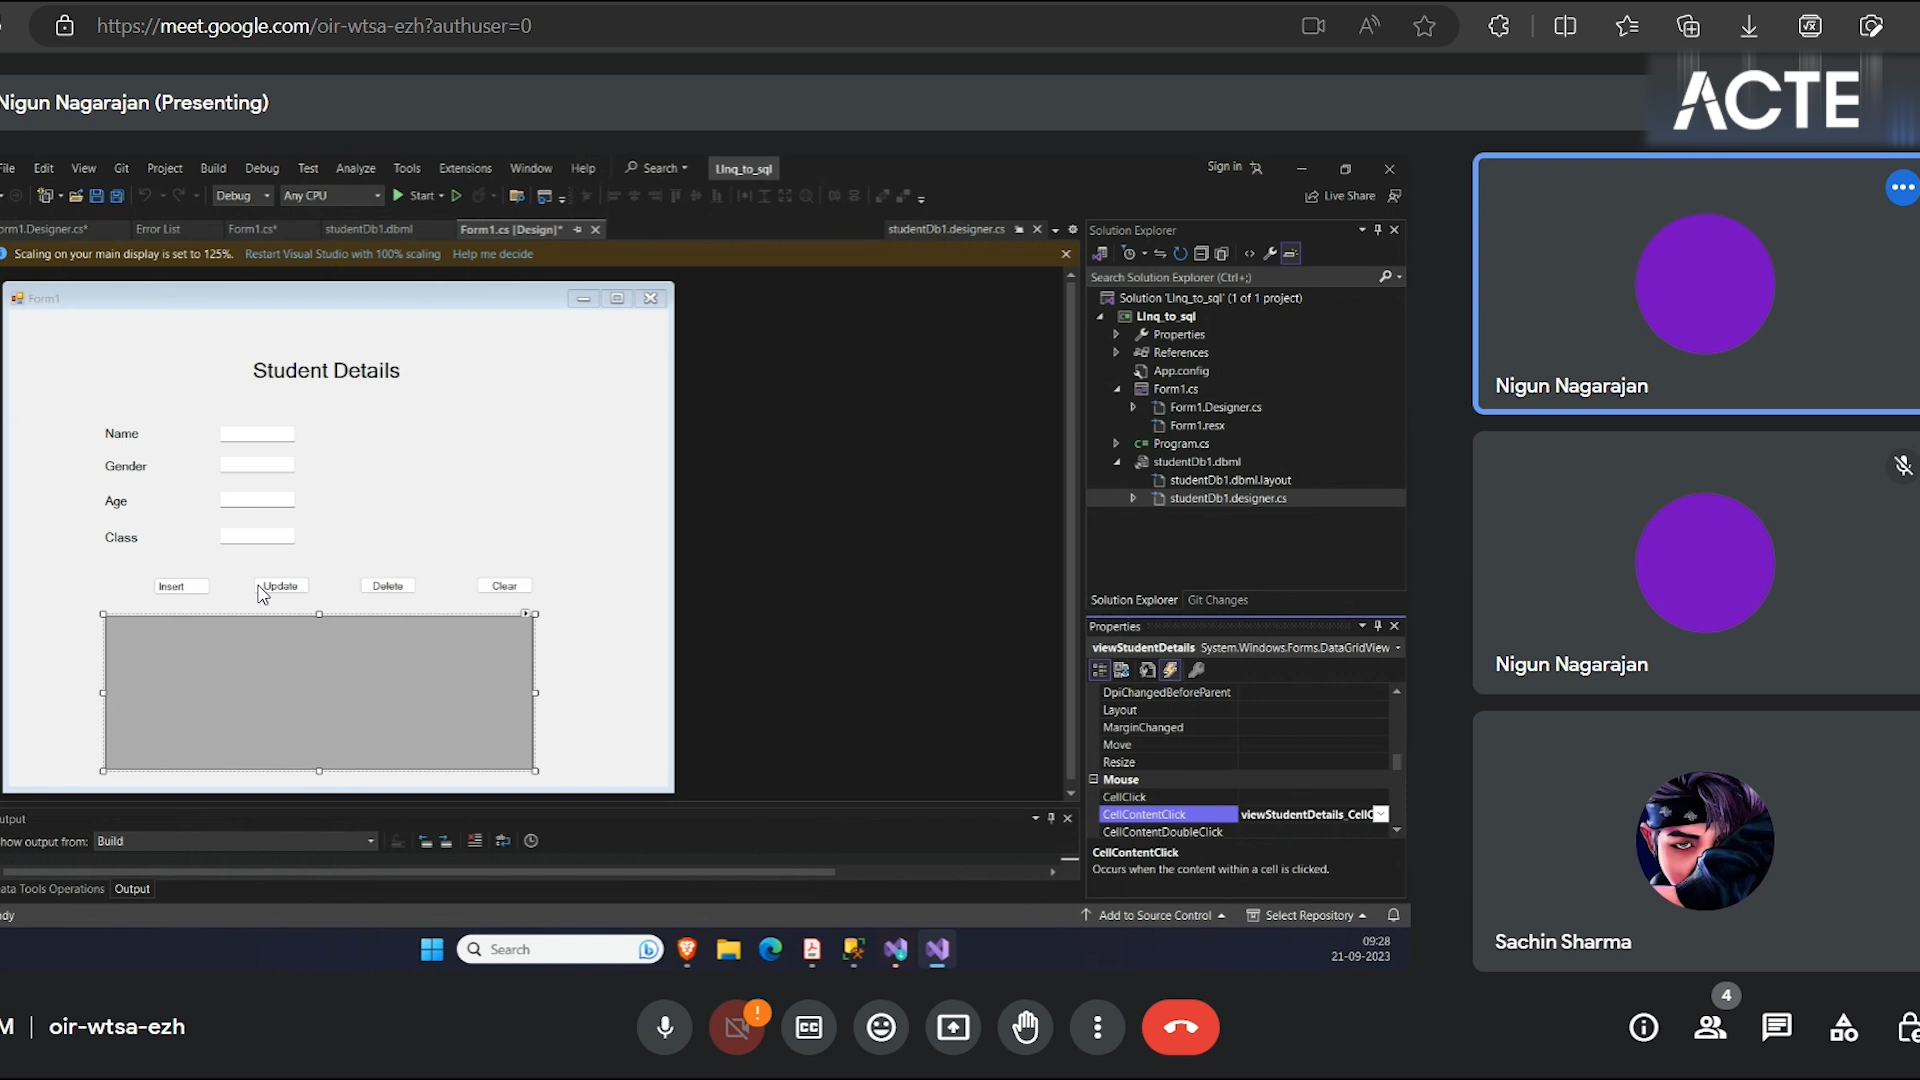 https://meet.google.com/oir-wtsa-ezh?authuser=0
ACTE
Nigun Nagarajan (Presenting)
File Edit View Git Project Build Debug Test Analyze Tools Extensions Window Help Search LInq_to_sql Sign in
Debug Any CPU Start Live Share
orm1.Designer.cs* Error List Form1.cs* studentDb1.dbml Form1.cs [Design]* studentDb1.designer.cs
Scaling on your main display is set to 125%. Restart Visual Studio with 100% scaling Help me decide
Form1
Student Details
Name
Gender
Age
Class
Insert Update Delete Clear
Solution Explorer
Search Solution Explorer (Ctrl+;)
Solution 'LInq_to_sql' (1 of 1 project)
LInq_to_sql
Properties
References
App.config
Form1.cs
Form1.Designer.cs
Form1.resx
Program.cs
studentDb1.dbml
studentDb1.dbml.layout
studentDb1.designer.cs
Solution Explorer Git Changes
Properties
viewStudentDetails System.Windows.Forms.DataGridView
DpiChangedBeforeParent
Layout
MarginChanged
Move
Resize
Mouse
CellClick
CellContentClick viewStudentDetails_CellC
CellContentDoubleClick
CellContentClick
Occurs when the content within a cell is clicked.
utput
how output from: Build
ata Tools Operations Output
dy
Add to Source Control Select Repository
Search
09:28
21-09-2023
Nigun Nagarajan
Nigun Nagarajan
Sachin Sharma
M | oir-wtsa-ezh
CC
4